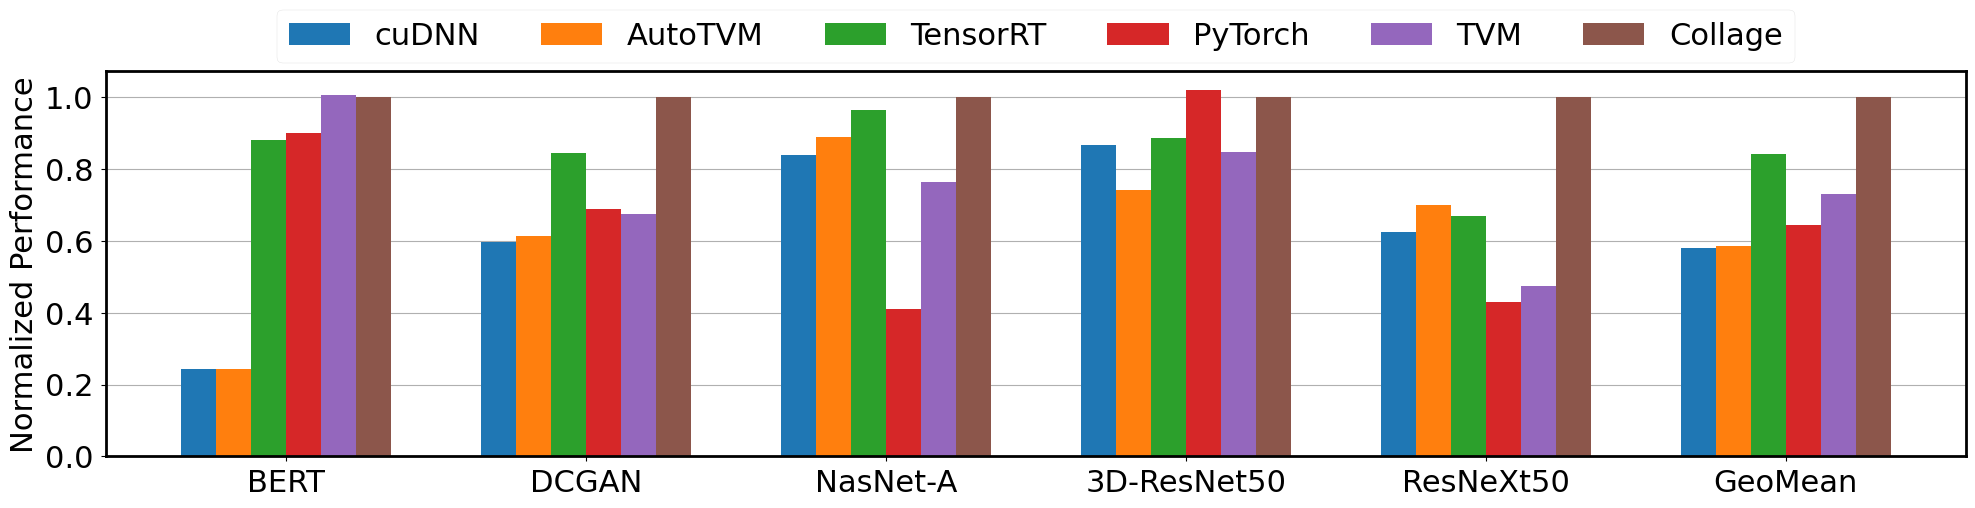 cuDNN AutoTVM TensorRT PyTorch TVM Collage
Normalized Performance
1.0
0.8
0.6
0.4
0.2
0.0
BERT DCGAN NasNet-A 3D-ResNet50 ResNeXt50 GeoMean